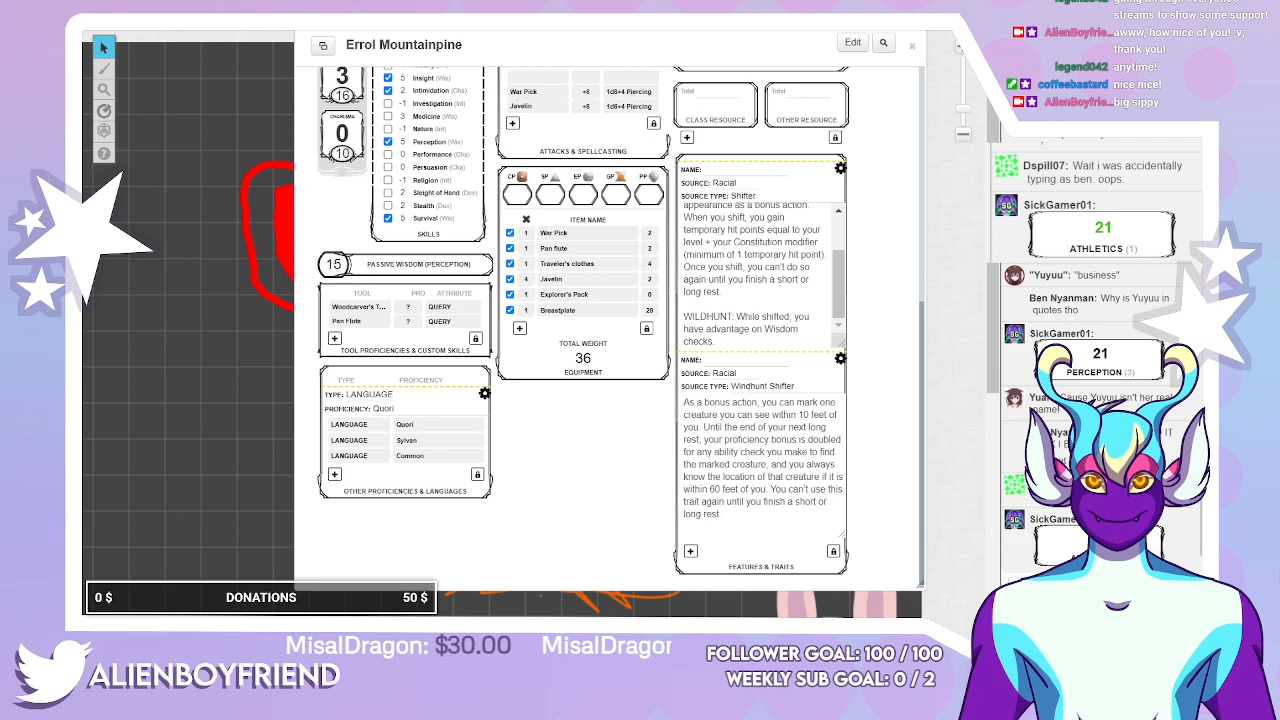 Errol Mountainpine
Edit
3
16
CHARISMA
0
10
5 Insight (Wis)
2 Intimidation (Cha)
-1 Investigation (Int)
3 Medicine (Wis)
-1 Nature (Int)
5 Perception (Wis)
0 Performance (Cha)
0 Persuasion (Cha)
-1 Religion (Int)
2 Sleight of Hand (Dex)
2 Stealth (Dex)
5 Survival (Wis)
SKILLS
15 PASSIVE WISDOM (PERCEPTION)
TOOL PRO ATTRIBUTE
Woodcarver's T... ? QUERY
Pan Flute ? QUERY
TOOL PROFICIENCIES & CUSTOM SKILLS
TYPE PROFICIENCY
TYPE: LANGUAGE
PROFICIENCY: Quori
LANGUAGE Quori
LANGUAGE Sylvan
LANGUAGE Common
OTHER PROFICIENCIES & LANGUAGES
War Pick +6 1d8+4 Piercing
Javelin +6 1d6+4 Piercing
ATTACKS & SPELLCASTING
CP SP EP GP PP
ITEM NAME
1 War Pick 2
1 Pan flute 2
1 Traveler's clothes 4
4 Javelin 2
1 Explorer's Pack 0
1 Breastplate 20
TOTAL WEIGHT
36
EQUIPMENT
Total Total
CLASS RESOURCE OTHER RESOURCE
NAME:
SOURCE: Racial
SOURCE TYPE: Shifter
appearance as a bonus action.
When you shift, you gain
temporary hit points equal to your
level + your Constitution modifier
(minimum of 1 temporary hit point).
Once you shift, you can't do so
again until you finish a short or
long rest.
WILDHUNT: While shifted, you
have advantage on Wisdom
checks.
NAME:
SOURCE: Racial
SOURCE TYPE: Windhunt Shifter
As a bonus action, you can mark one
creature you can see within 10 feet of
you. Until the end of your next long
rest, your proficiency bonus is doubled
for any ability check you make to find
the marked creature, and you always
know the location of that creature if it is
within 60 feet of you. You can't use this
trait again until you finish a short or
long rest.
FEATURES & TRAITS
streams to show some support
AlienBoyfrie... awww, how nice of you! ;v;
thank you!
legend042 anytime!
coffeebastard nice nice!
AlienBoyfrie... big sippy
Dspill07: Wait i was accidentally
typing as ben. oops.
SickGamer01:
21
ATHLETICS (1)
"Yuyuu": "business"
Ben Nyanman: Why is Yuyuu in
quotes tho
SickGamer01:
21
PERCEPTION (3)
Cause Yuyuu isn't her real
IT
0 $ DONATIONS 50 $
MisalDragon: $30.00 MisalDragon
ALIENBOYFRIEND
FOLLOWER GOAL: 100 / 100
WEEKLY SUB GOAL: 0 / 2